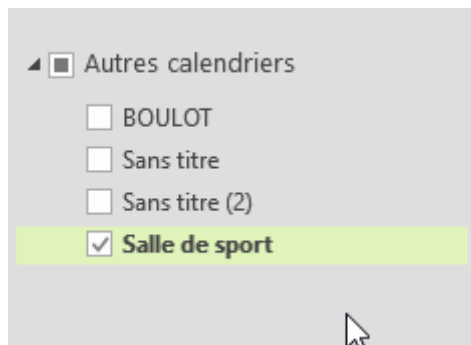 Autres calendriers
BOULOT
Sans titre
Sans titre (2)
Salle de sport